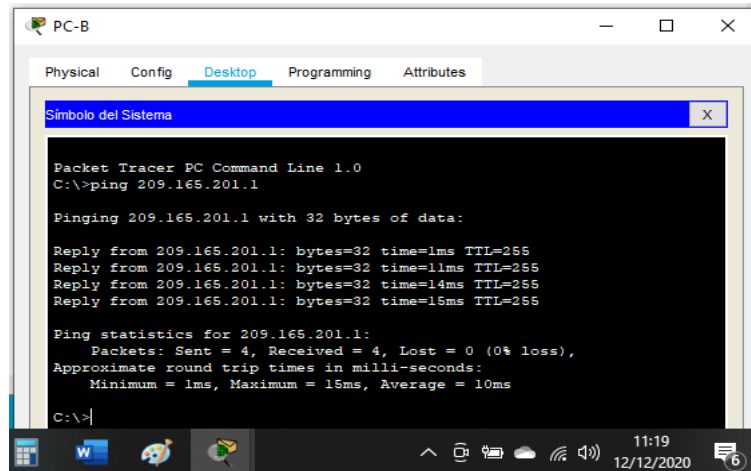 PC-B
Physical Config Desktop Programming Attributes
Símbolo del Sistema X
Packet Tracer PC Command Line 1.0
C:\>ping 209.165.201.1
Pinging 209.165.201.1 with 32 bytes of data:
Reply from 209.165.201.1: bytes=32 time=1ms TTL=255
Reply from 209.165.201.1: bytes=32 time=11ms TTL=255
Reply from 209.165.201.1: bytes=32 time=14ms TTL=255
Reply from 209.165.201.1: bytes=32 time=15ms TTL=255
Ping statistics for 209.165.201.1:
Packets: Sent = 4, Received = 4, Lost = 0 (0% loss),
Approximate round trip times in milli-seconds:
Minimum = 1ms, Maximum = 15ms, Average = 10ms
C:\>
W
11:19
12/12/2020
6